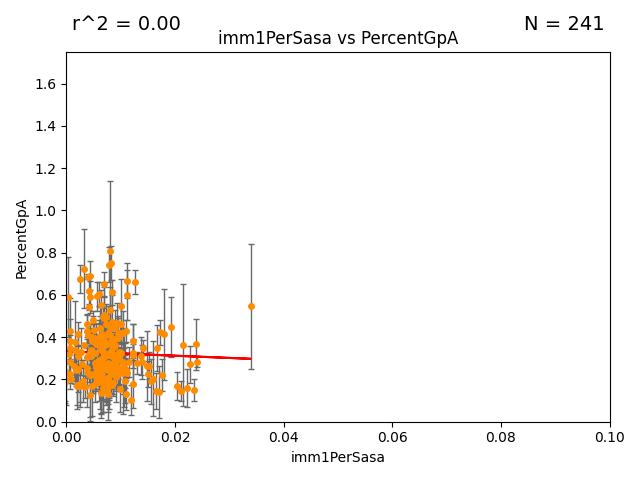 r^2 = 0.00
N = 241
imm1PerSasa vs PercentGpA
PercentGpA
1.6
1.4
1.2
1.0
0.8
0.6
0.4
0.2
0.0
0.00 0.02 0.04 0.06 0.08 0.10
imm1PerSasa